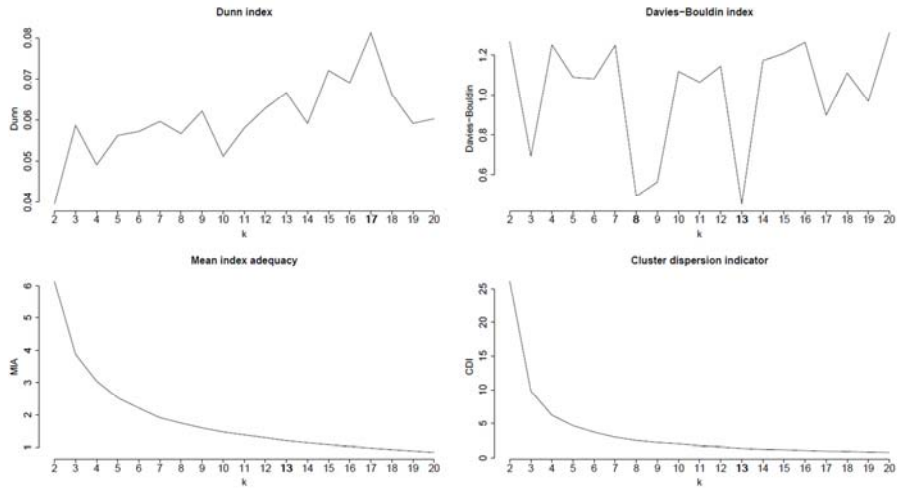 Dunn index
Dunn
0.04 0.05 0.06 0.07 0.08
2 3 4 5 6 7 8 9 10 11 12 13 14 15 16 17 18 19 20
k
Davies−Bouldin index
Davies−Bouldin
0.6 0.8 1.0 1.2
2 3 4 5 6 7 8 9 10 11 12 13 14 15 16 17 18 19 20
k
Mean index adequacy
MIA
1 2 3 4 5 6
2 3 4 5 6 7 8 9 10 11 12 13 14 15 16 17 18 19 20
k
Cluster dispersion indicator
CDI
0 5 10 15 20 25
2 3 4 5 6 7 8 9 10 11 12 13 14 15 16 17 18 19 20
k